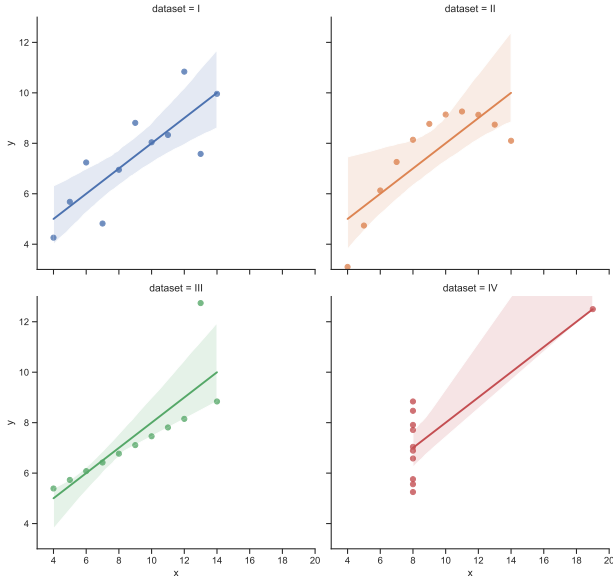 dataset = I
dataset = II
12
10
8
6
4
y
dataset = III
dataset = IV
12
10
8
6
4
y
4 6 8 10 12 14 16 18 20
4 6 8 10 12 14 16 18 20
x
x